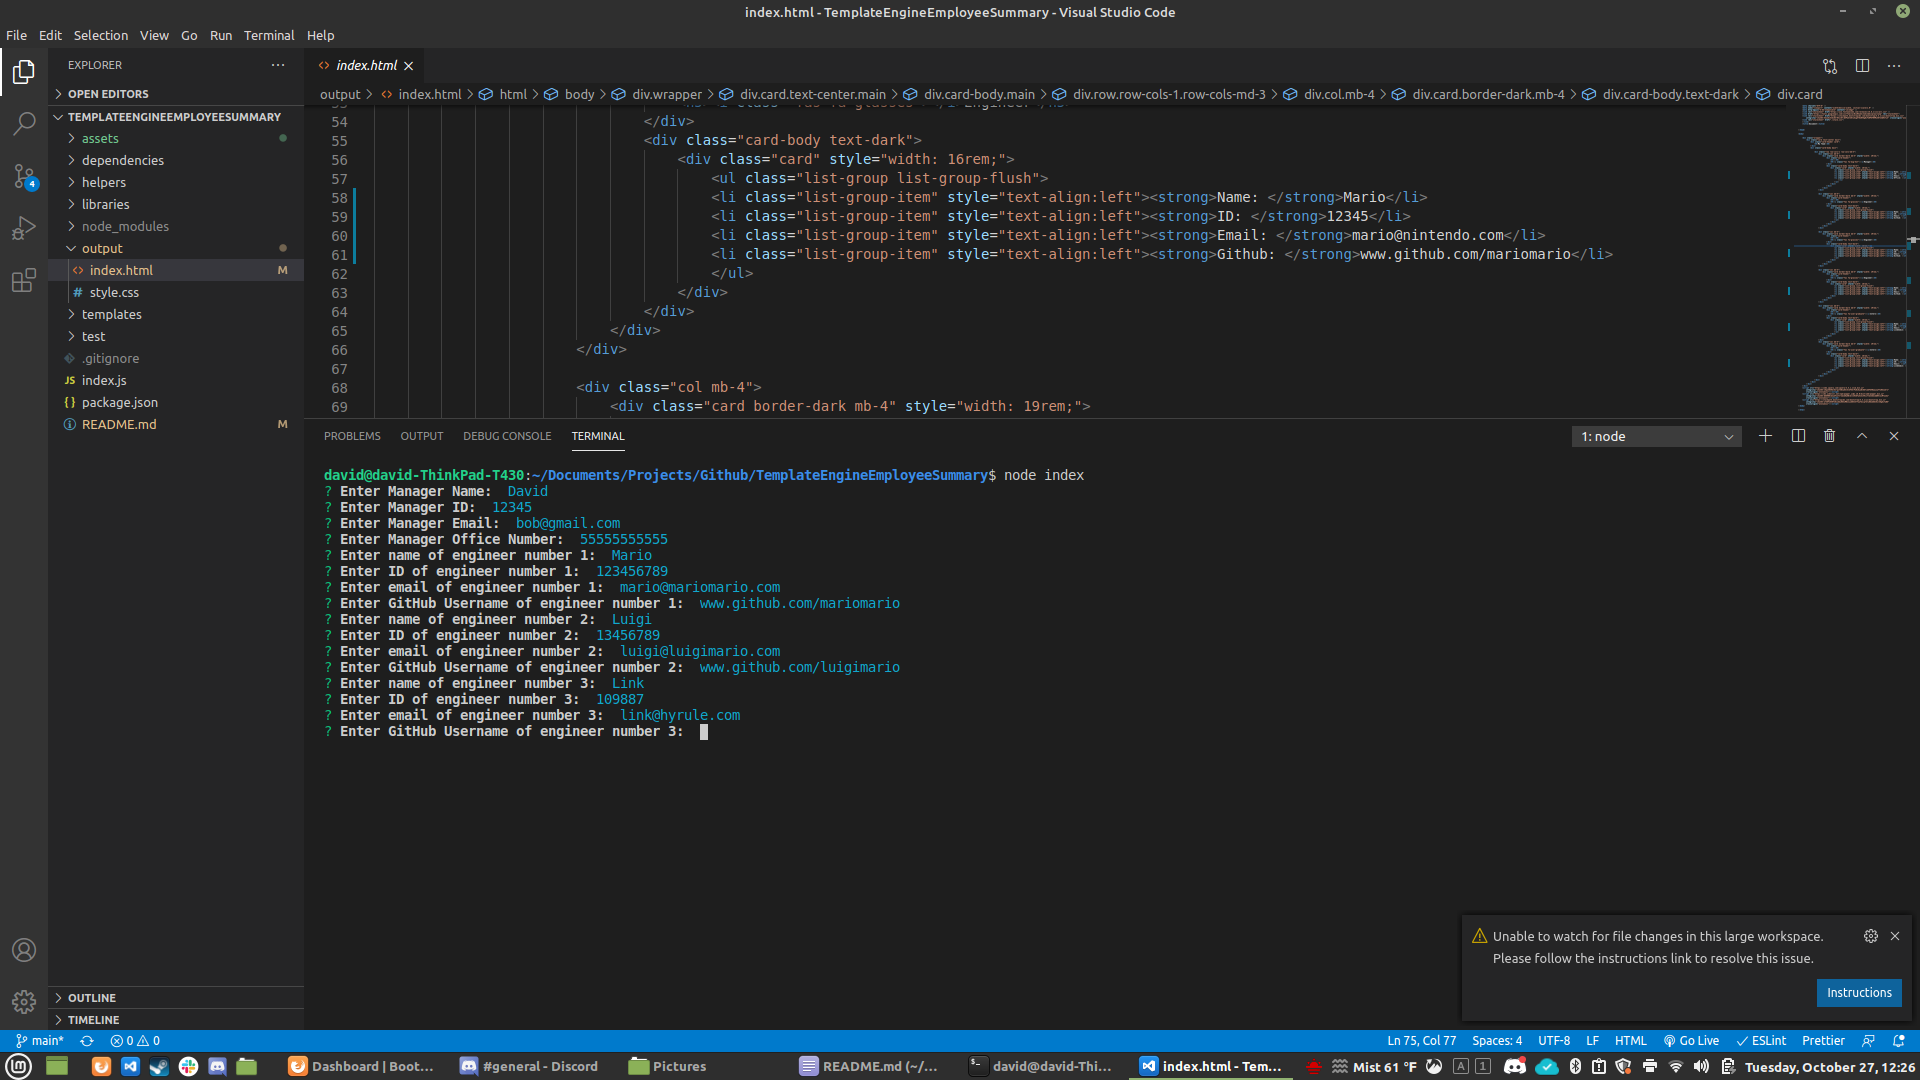 index.html - TemplateEngineEmployeeSummary - Visual Studio Code
File Edit Selection View Go Run Terminal Help
EXPLORER
OPEN EDITORS
TEMPLATEENGINEEMPLOYEESUMMARY
assets
dependencies
helpers
libraries
node_modules
output
index.html M
style.css
templates
test
.gitignore
JS index.js
{} package.json
README.md M
OUTLINE
TIMELINE
index.html
output > index.html > html > body > div.wrapper > div.card.text-center.main > div.card-body.main > div.row.row-cols-1.row-cols-md-3 > div.col.mb-4 > div.card.border-dark.mb-4 > div.card-body.text-dark > div.card
54 </div>
55 <div class="card-body text-dark">
56 <div class="card" style="width: 16rem;">
57 <ul class="list-group list-group-flush">
58 <li class="list-group-item" style="text-align:left"><strong>Name: </strong>Mario</li>
59 <li class="list-group-item" style="text-align:left"><strong>ID: </strong>12345</li>
60 <li class="list-group-item" style="text-align:left"><strong>Email: </strong>mario@nintendo.com</li>
61 <li class="list-group-item" style="text-align:left"><strong>Github: </strong>www.github.com/mariomario</li>
62 </ul>
63 </div>
64 </div>
65 </div>
66 </div>
67
68 <div class="col mb-4">
69 <div class="card border-dark mb-4" style="width: 19rem;">
PROBLEMS OUTPUT DEBUG CONSOLE TERMINAL
1: node
david@david-ThinkPad-T430:~/Documents/Projects/Github/TemplateEngineEmployeeSummary$ node index
? Enter Manager Name: David
? Enter Manager ID: 12345
? Enter Manager Email: bob@gmail.com
? Enter Manager Office Number: 55555555555
? Enter name of engineer number 1: Mario
? Enter ID of engineer number 1: 123456789
? Enter email of engineer number 1: mario@mariomario.com
? Enter GitHub Username of engineer number 1: www.github.com/mariomario
? Enter name of engineer number 2: Luigi
? Enter ID of engineer number 2: 13456789
? Enter email of engineer number 2: luigi@luigimario.com
? Enter GitHub Username of engineer number 2: www.github.com/luigimario
? Enter name of engineer number 3: Link
? Enter ID of engineer number 3: 109887
? Enter email of engineer number 3: link@hyrule.com
? Enter GitHub Username of engineer number 3:
Unable to watch for file changes in this large workspace.
Please follow the instructions link to resolve this issue.
Instructions
main* 0 0 Ln 75, Col 77 Spaces: 4 UTF-8 LF HTML Go Live ESLint Prettier
Dashboard | Boot... #general - Discord Pictures README.md (~/... david@david-Thi... index.html - Tem... Mist 61 °F A 1 Tuesday, October 27, 12:26